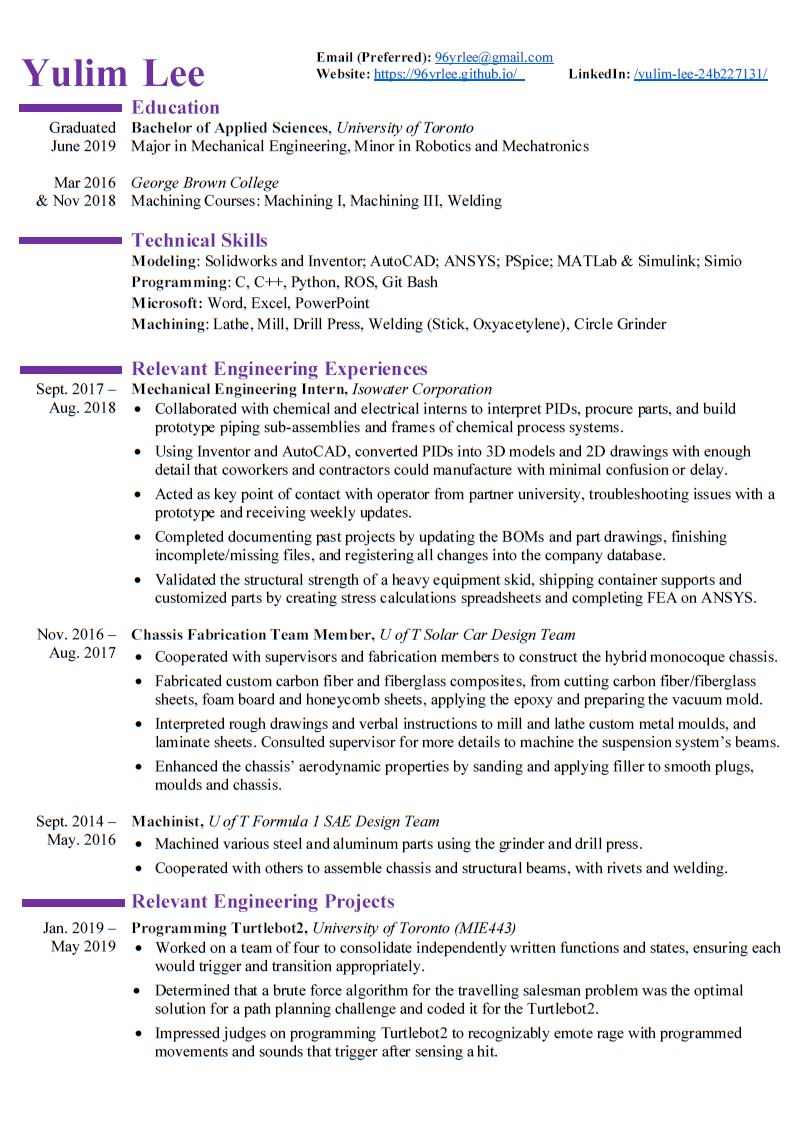 Yulim Lee
Email (Preferred): 96yrlee@gmail.com
Website: https://96yrlee.github.io/ LinkedIn: /yulim-lee-24b227131/
Education
Graduated Bachelor of Applied Sciences, University of Toronto
June 2019 Major in Mechanical Engineering, Minor in Robotics and Mechatronics
Mar 2016 George Brown College
& Nov 2018 Machining Courses: Machining I, Machining III, Welding
Technical Skills
Modeling: Solidworks and Inventor; AutoCAD; ANSYS; PSpice; MATLab & Simulink; Simio
Programming: C, C++, Python, ROS, Git Bash
Microsoft: Word, Excel, PowerPoint
Machining: Lathe, Mill, Drill Press, Welding (Stick, Oxyacetylene), Circle Grinder
Relevant Engineering Experiences
Sept. 2017 – Mechanical Engineering Intern, Isowater Corporation
Aug. 2018 • Collaborated with chemical and electrical interns to interpret PIDs, procure parts, and build
prototype piping sub-assemblies and frames of chemical process systems.
• Using Inventor and AutoCAD, converted PIDs into 3D models and 2D drawings with enough
detail that coworkers and contractors could manufacture with minimal confusion or delay.
• Acted as key point of contact with operator from partner university, troubleshooting issues with a
prototype and receiving weekly updates.
• Completed documenting past projects by updating the BOMs and part drawings, finishing
incomplete/missing files, and registering all changes into the company database.
• Validated the structural strength of a heavy equipment skid, shipping container supports and
customized parts by creating stress calculations spreadsheets and completing FEA on ANSYS.
Nov. 2016 – Chassis Fabrication Team Member, U of T Solar Car Design Team
Aug. 2017 • Cooperated with supervisors and fabrication members to construct the hybrid monocoque chassis.
• Fabricated custom carbon fiber and fiberglass composites, from cutting carbon fiber/fiberglass
sheets, foam board and honeycomb sheets, applying the epoxy and preparing the vacuum mold.
• Interpreted rough drawings and verbal instructions to mill and lathe custom metal moulds, and
laminate sheets. Consulted supervisor for more details to machine the suspension system’s beams.
• Enhanced the chassis’ aerodynamic properties by sanding and applying filler to smooth plugs,
moulds and chassis.
Sept. 2014 – Machinist, U of T Formula 1 SAE Design Team
May. 2016 • Machined various steel and aluminum parts using the grinder and drill press.
• Cooperated with others to assemble chassis and structural beams, with rivets and welding.
Relevant Engineering Projects
Jan. 2019 – Programming Turtlebot2, University of Toronto (MIE443)
May 2019 • Worked on a team of four to consolidate independently written functions and states, ensuring each
would trigger and transition appropriately.
• Determined that a brute force algorithm for the travelling salesman problem was the optimal
solution for a path planning challenge and coded it for the Turtlebot2.
• Impressed judges on programming Turtlebot2 to recognizably emote rage with programmed
movements and sounds that trigger after sensing a hit.